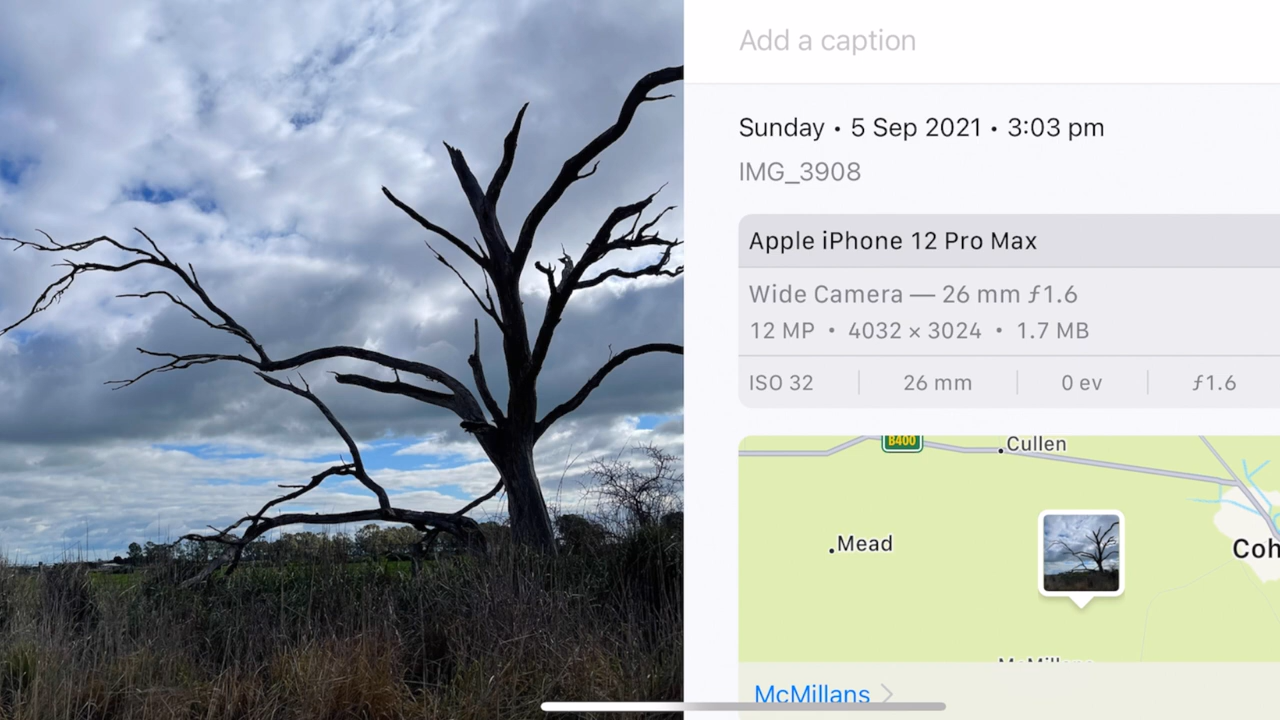 Add a caption
Sunday • 5 Sep 2021 • 3:03 pm
IMG_3908
Apple iPhone 12 Pro Max
Wide Camera — 26 mm ƒ1.6
12 MP • 4032 × 3024 • 1.7 MB
ISO 32 | 26 mm | 0 ev | ƒ1.6
B400
Cullen
Mead
Coh
McMillans
McMillans